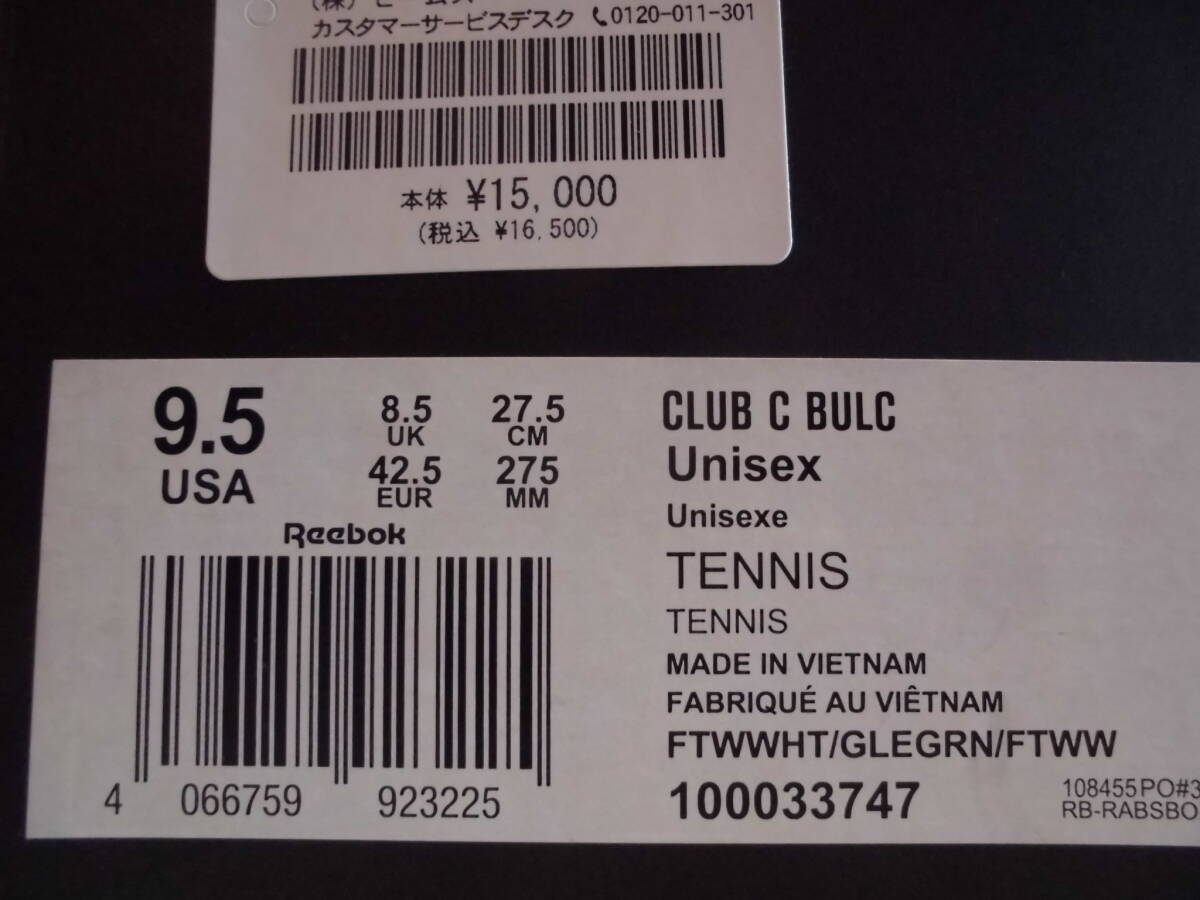 カスタマーサービスデスク 📞0120-011-301
本体 ¥15,000
(税込 ¥16,500)
9.5
USA
8.5
UK
27.5
CM
42.5
EUR
275
MM
Reebok
4 066759 923225
CLUB C BULC
Unisex
Unisexe
TENNIS
TENNIS
MADE IN VIETNAM
FABRIQUÉ AU VIÊTNAM
FTWWHT/GLEGRN/FTWW
100033747
108455PO#3
RB-RABSBO